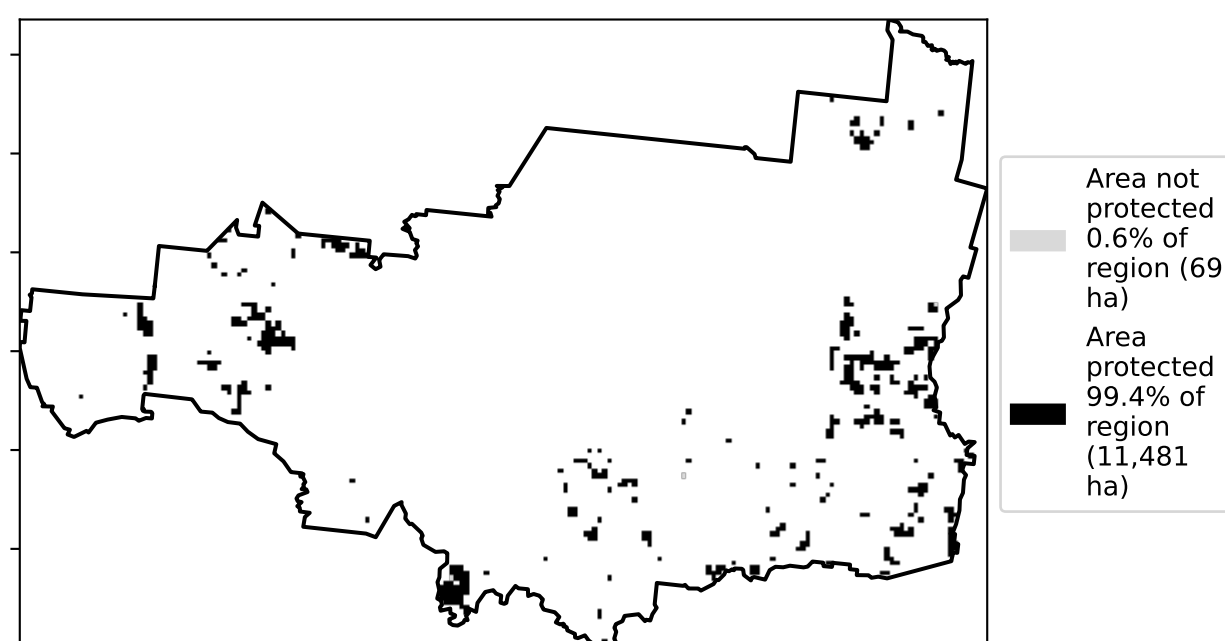 Area not
protected
0.6% of
region (69
ha)
Area
protected
99.4% of
region
(11,481
ha)